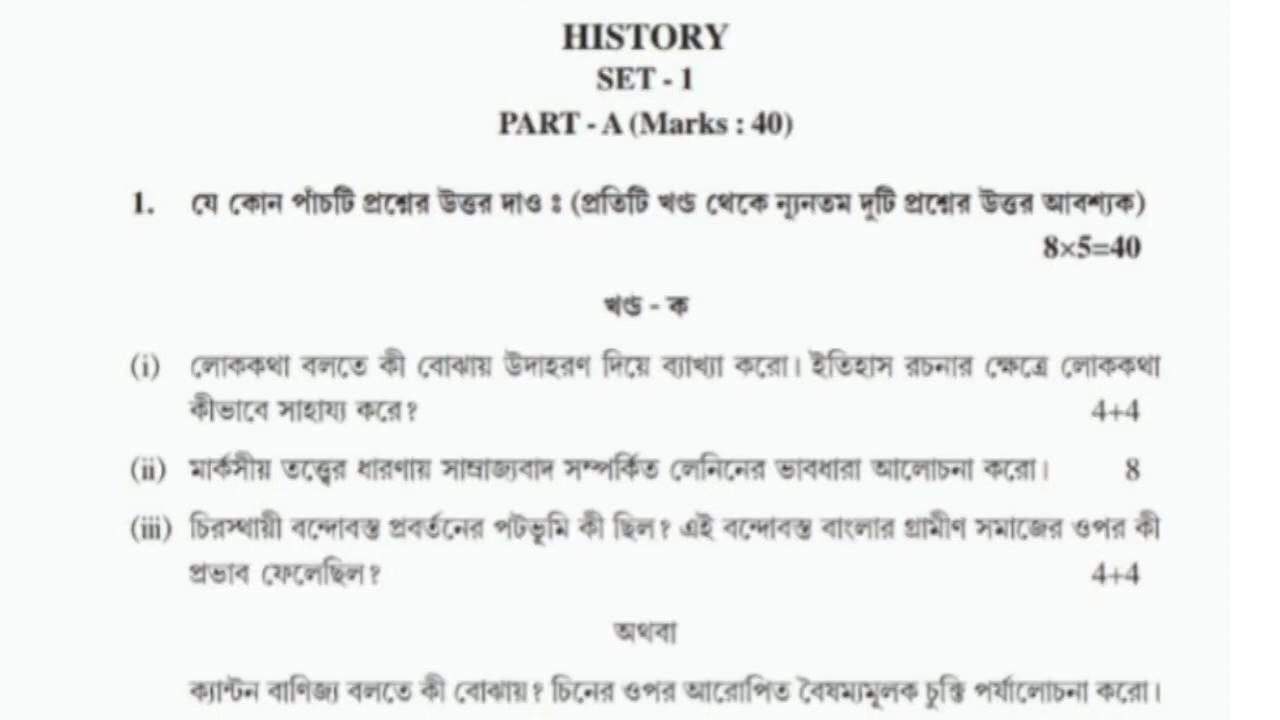 HISTORY
SET - 1
PART - A (Marks : 40)
1. যে কোন পাঁচটি প্রশ্নের উত্তর দাও ঃ (প্রতিটি খণ্ড থেকে ন্যূনতম দুটি প্রশ্নের উত্তর আবশ্যক)
8×5=40
খণ্ড - ক
(i) লোককথা বলতে কী বোঝায় উদাহরণ দিয়ে ব্যাখ্যা করো। ইতিহাস রচনার ক্ষেত্রে লোককথা
কীভাবে সাহায্য করে? 4+4
(ii) মার্কসীয় তত্ত্বের ধারণায় সাম্রাজ্যবাদ সম্পর্কিত লেনিনের ভাবধারা আলোচনা করো। 8
(iii) চিরস্থায়ী বন্দোবস্ত প্রবর্তনের পটভূমি কী ছিল? এই বন্দোবস্ত বাংলার গ্রামীণ সমাজের ওপর কী
প্রভাব ফেলেছিল? 4+4
অথবা
ক্যান্টন বাণিজ্য বলতে কী বোঝায়? চিনের ওপর আরোপিত বৈষম্যমূলক চুক্তি পর্যালোচনা করো।